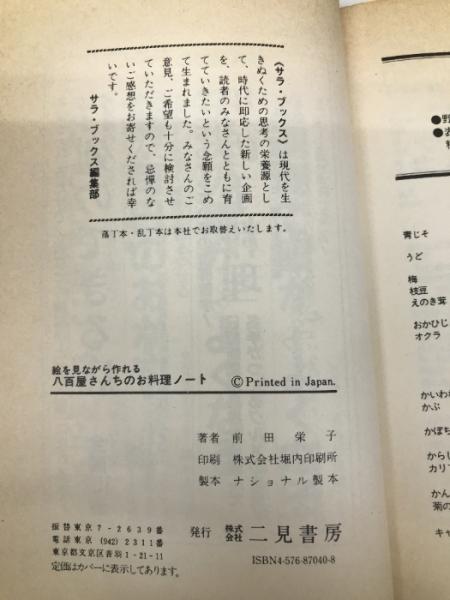 《サラ・ブックス》は現代を生
きぬくための思考の栄養源とし
て、時代に即応した新しい企画
を、読者のみなさんとともに育
てていきたいという念願をこめ
て生まれました。みなさんのご
意見、ご希望も十分に検討させ
ていただきますので、忌憚のな
いご感想をお寄せくだされば幸
いです。
サラ・ブックス編集部
落丁本・乱丁本は本社でお取替えいたします。
絵を見ながら作れる
八百屋さんちのお料理ノート
©Printed in Japan.
著者 前田栄子
印刷 株式会社堀内印刷所
製本 ナショナル製本
振替東京7-2639番
電話東京(942)2311番
東京都文京区音羽1-21-11
定価はカバーに表示してあります。
発行 株式会社 二見書房
ISBN4-576-87040-8
●野
青じそ
うど
梅
枝豆
えのき茸
おかひじ
オクラ
かいわ
かぶ
かぼち
からし
カリフ
かん
菊の
キャ